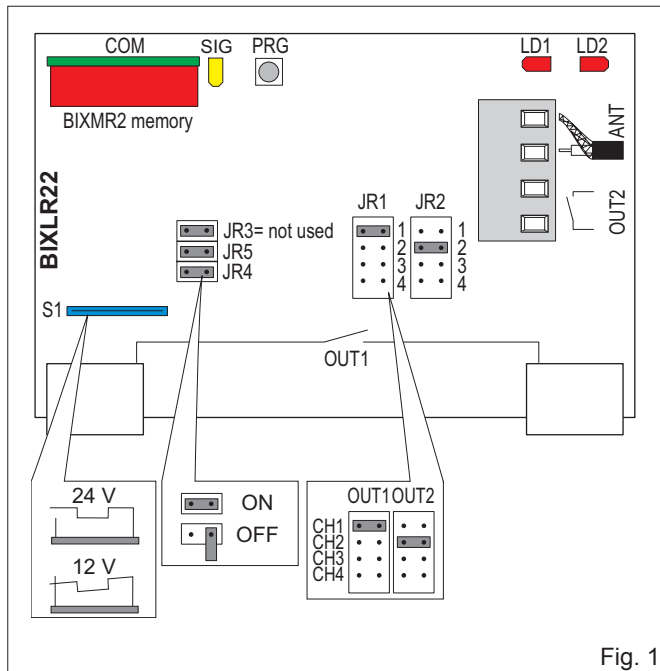 COM SIG PRG LD1 LD2
BIXMR2 memory
ANT
BIXLR22
JR1 JR2
JR3= not used
JR5
JR4
1 1
2 2
3 3
4 4
OUT2
S1
OUT1
24 V
12 V
ON
OFF
OUT1 OUT2
CH1
CH2
CH3
CH4
Fig. 1